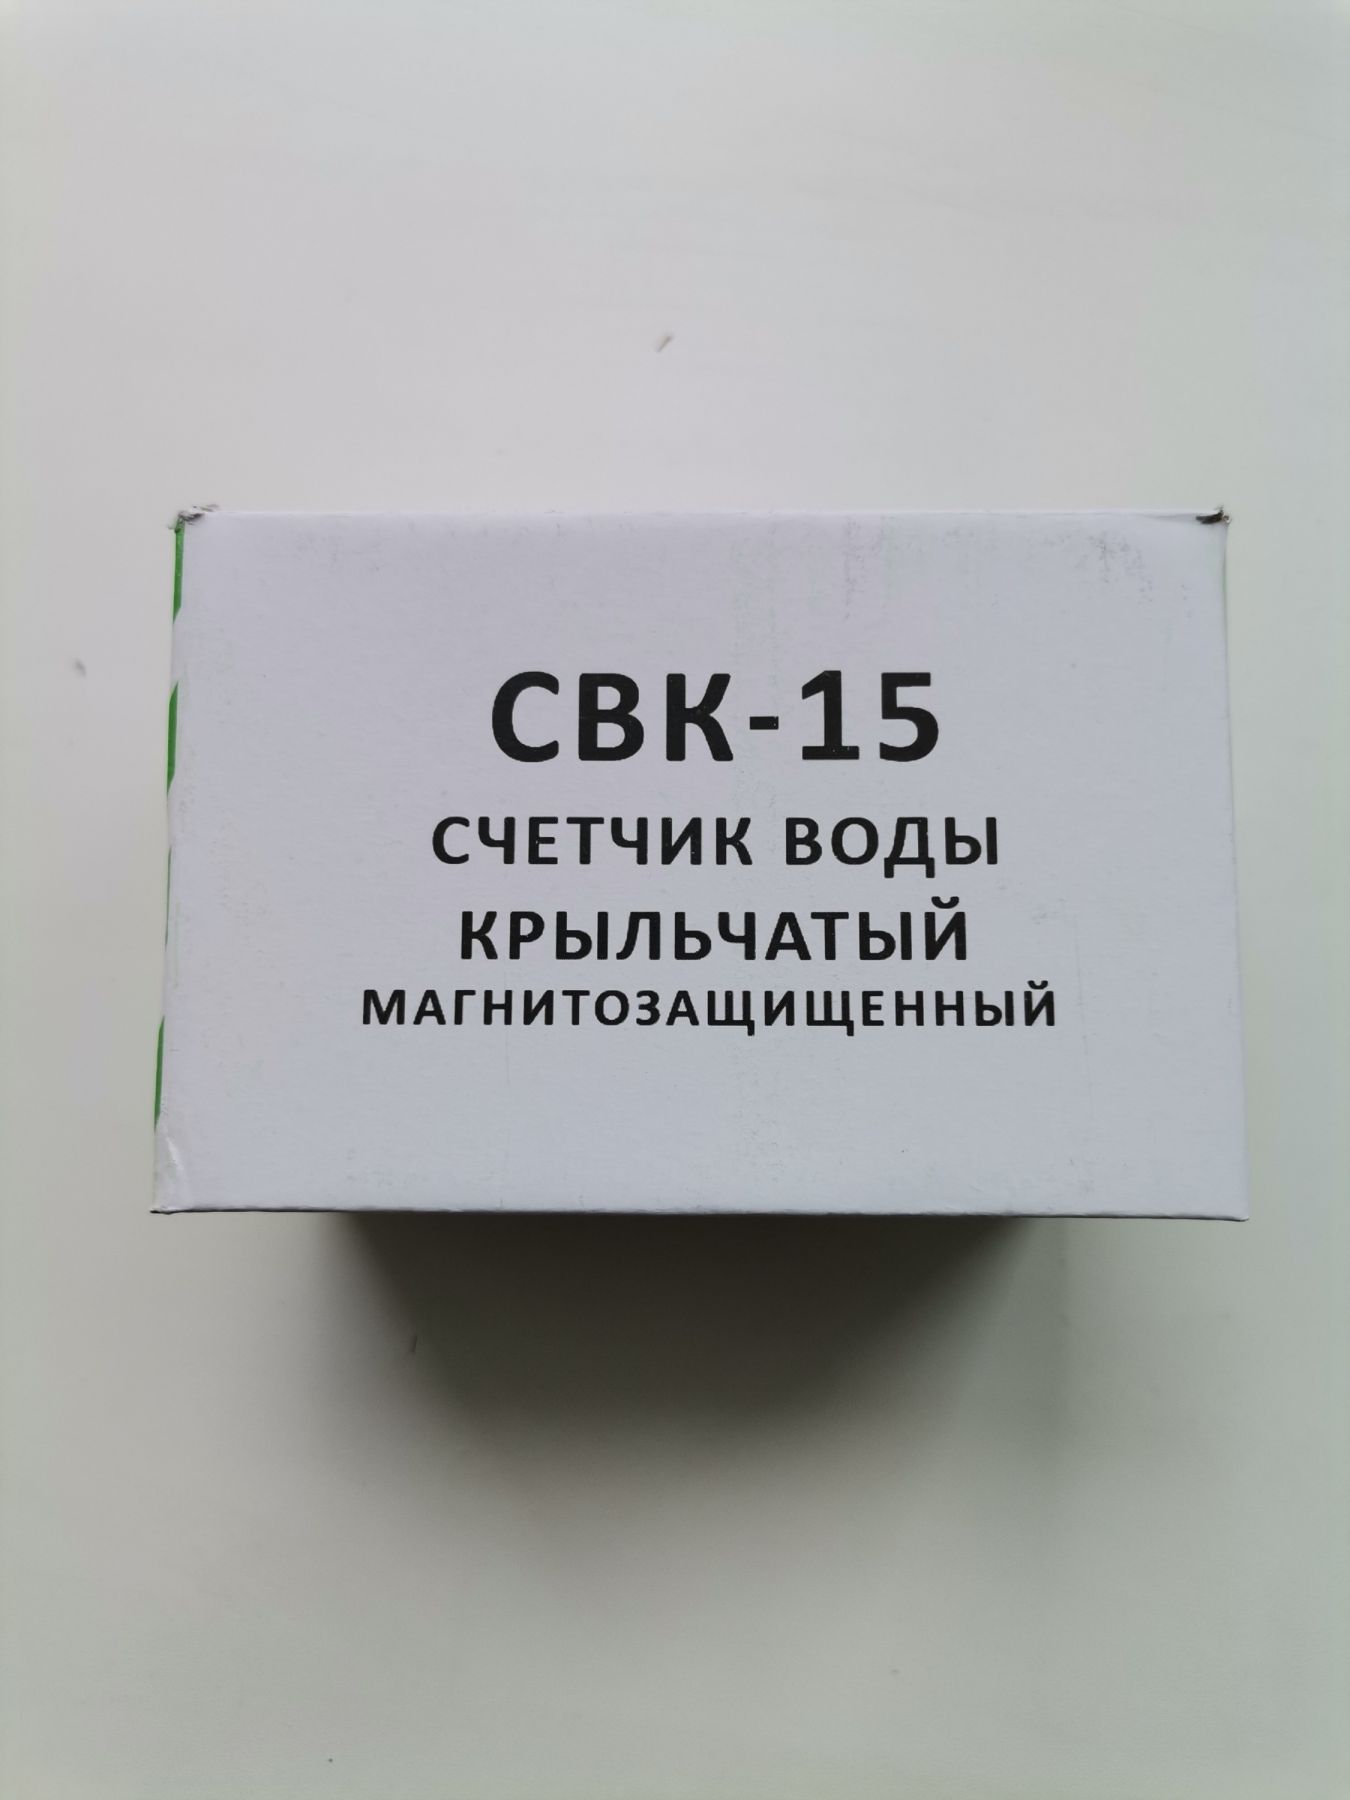 СВК-15
СЧЕТЧИК ВОДЫ
КРЫЛЬЧАТЫЙ
МАГНИТОЗАЩИЩЕННЫЙ